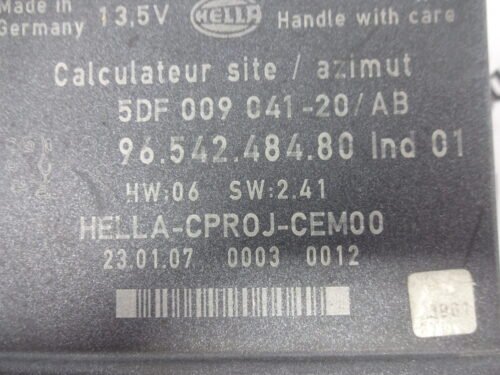 Made in
Germany
13,5V
HELLA
Handle with care
Calculateur site / azimut
5DF 009 041-20/AB
96.542.484.80 Ind 01
HW:06 SW:2.41
HELLA-CPROJ-CEM00
23.01.07 0003 0012